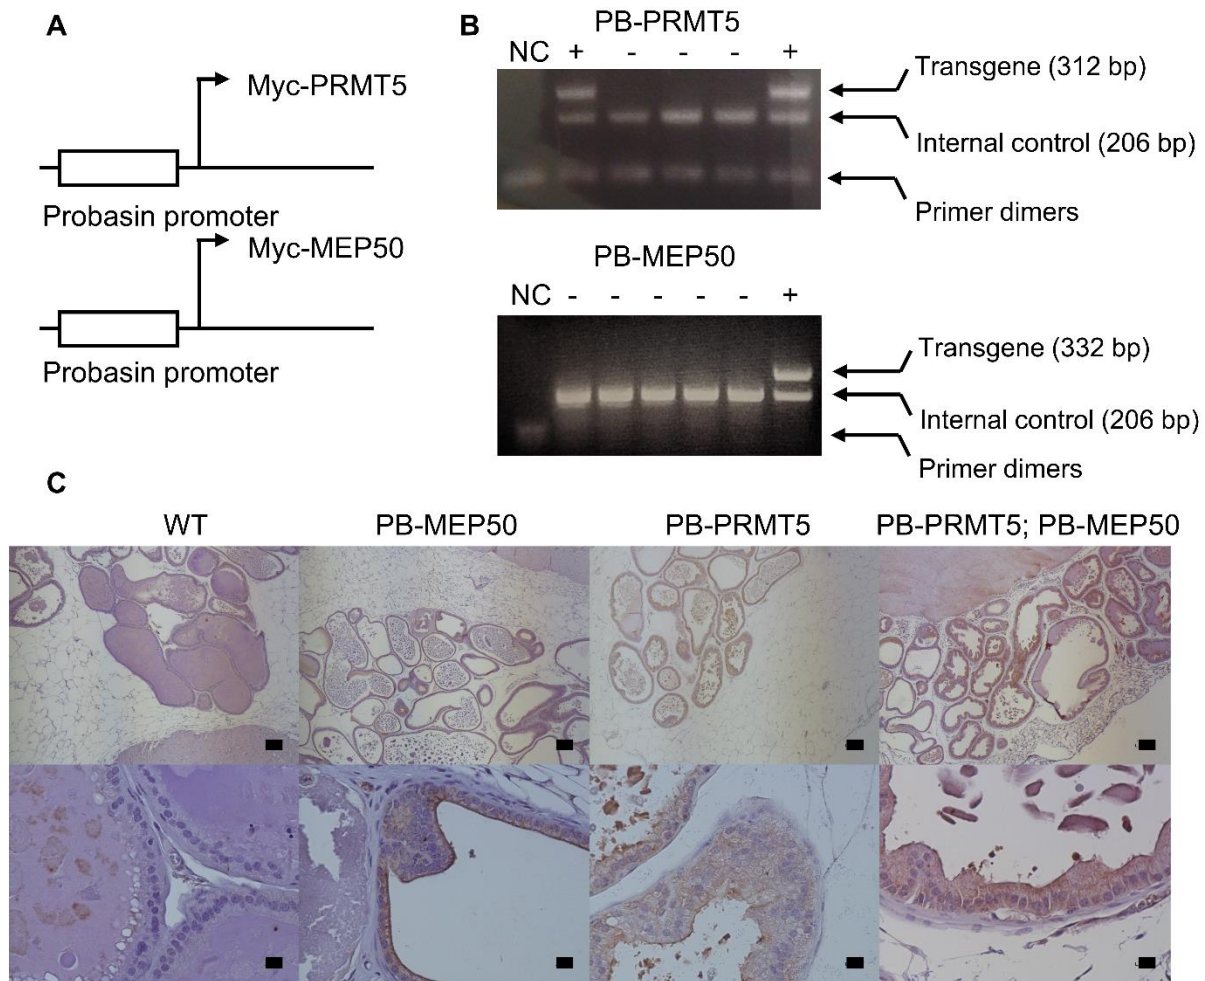 A
Myc-PRMT5
Probasin promoter
Myc-MEP50
Probasin promoter
B
PB-PRMT5
NC + - - - +
Transgene (312 bp)
Internal control (206 bp)
Primer dimers
PB-MEP50
NC - - - - - +
Transgene (332 bp)
Internal control (206 bp)
Primer dimers
C
WT PB-MEP50 PB-PRMT5 PB-PRMT5; PB-MEP50